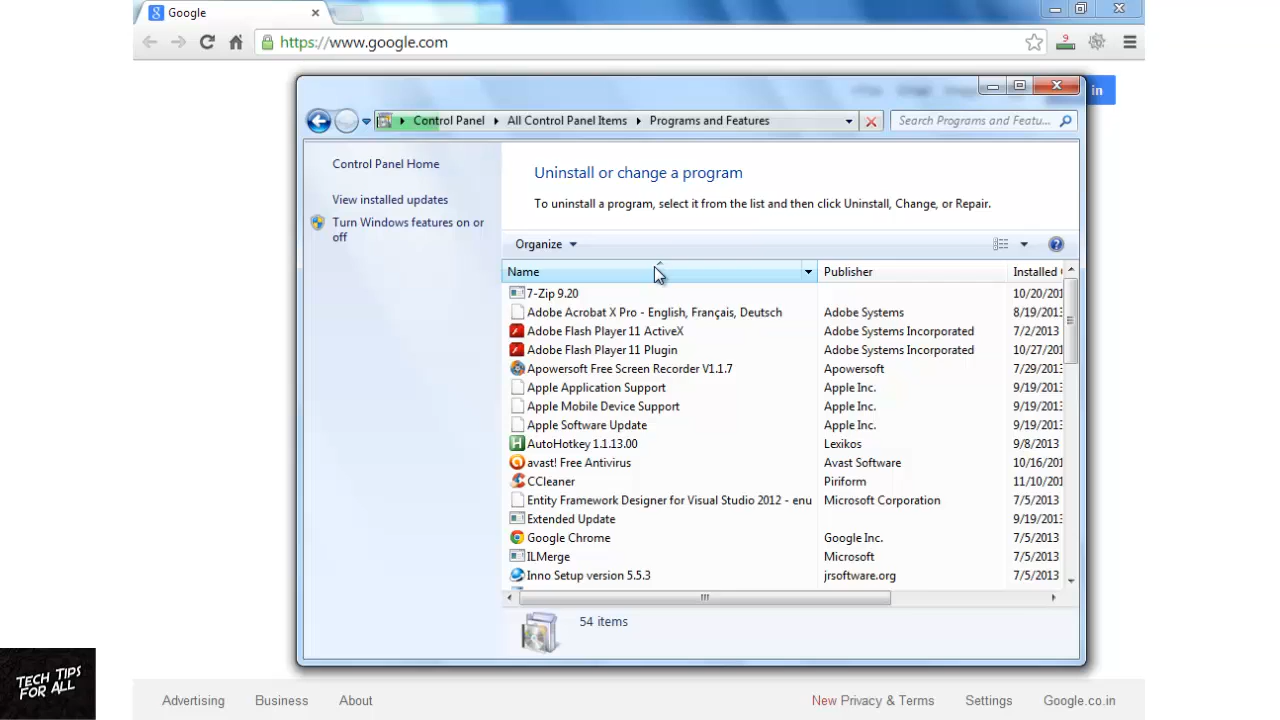 Google
https://www.google.com
9
in
Control Panel
All Control Panel Items
Programs and Features
Search Programs and Featu...
Control Panel Home
View installed updates
Turn Windows features on or
off
Uninstall or change a program
To uninstall a program, select it from the list and then click Uninstall, Change, or Repair.
Organize
Name Publisher Installed
7-Zip 9.20 10/20/201
Adobe Acrobat X Pro - English, Français, Deutsch Adobe Systems 8/19/2013
Adobe Flash Player 11 ActiveX Adobe Systems Incorporated 7/2/2013
Adobe Flash Player 11 Plugin Adobe Systems Incorporated 10/27/201
Apowersoft Free Screen Recorder V1.1.7 Apowersoft 7/29/2013
Apple Application Support Apple Inc. 9/19/2013
Apple Mobile Device Support Apple Inc. 9/19/2013
Apple Software Update Apple Inc. 9/19/2013
AutoHotkey 1.1.13.00 Lexikos 9/8/2013
avast! Free Antivirus Avast Software 10/16/201
CCleaner Piriform 11/10/201
Entity Framework Designer for Visual Studio 2012 - enu Microsoft Corporation 7/5/2013
Extended Update 9/19/2013
Google Chrome Google Inc. 7/5/2013
ILMerge Microsoft 7/5/2013
Inno Setup version 5.5.3 jrsoftware.org 7/5/2013
54 items
TECH TIPS
FOR ALL
Advertising Business About New Privacy & Terms Settings Google.co.in